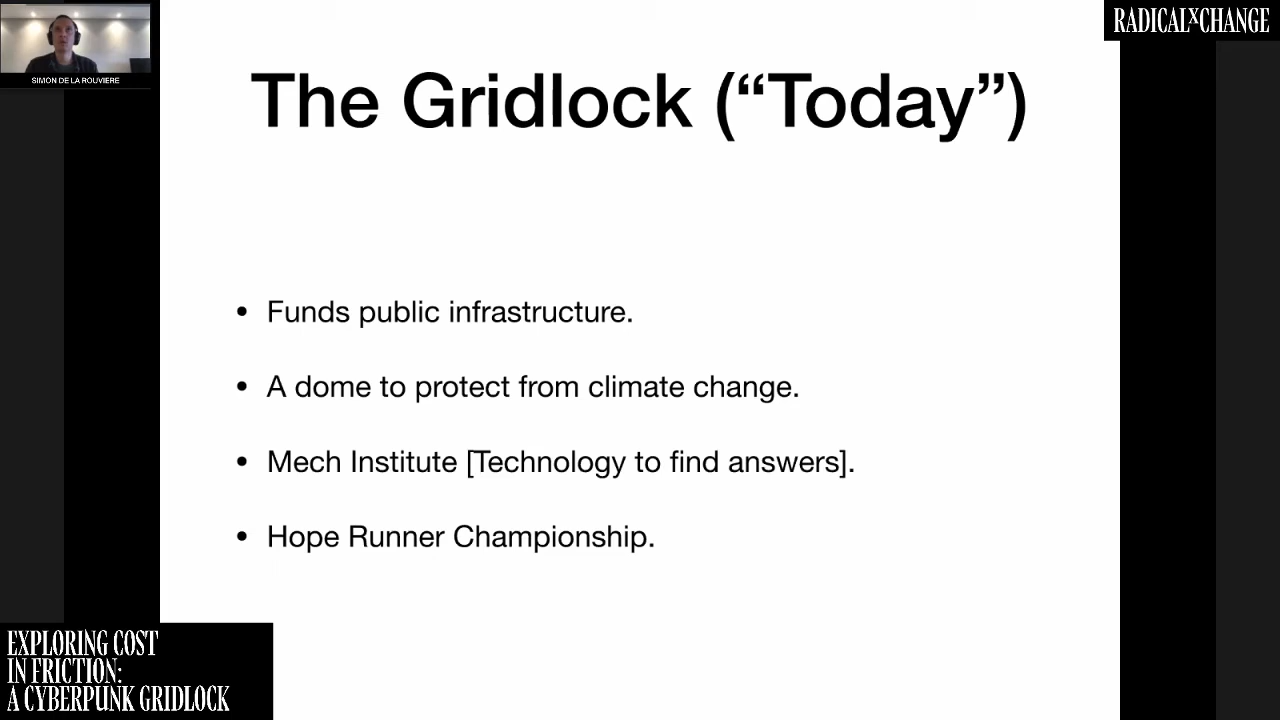 SIMON DE LA ROUVIERE
RADICALXCHANGE
The Gridlock (“Today”)
• Funds public infrastructure.
• A dome to protect from climate change.
• Mech Institute [Technology to find answers].
• Hope Runner Championship.
EXPLORING COST
IN FRICTION:
A CYBERPUNK GRIDLOCK